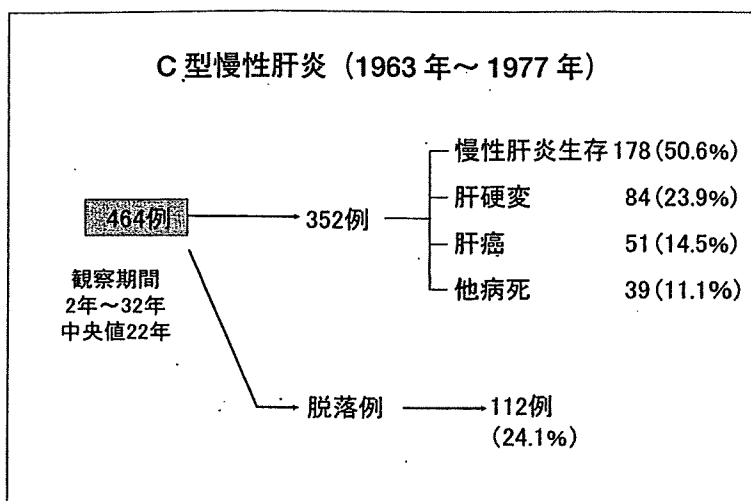 C型慢性肝炎（1963年～1977年）
464例
観察期間
2年～32年
中央値22年
352例
慢性肝炎生存 178 (50.6%)
肝硬変 84 (23.9%)
肝癌 51 (14.5%)
他病死 39 (11.1%)
脱落例
112例
(24.1%)